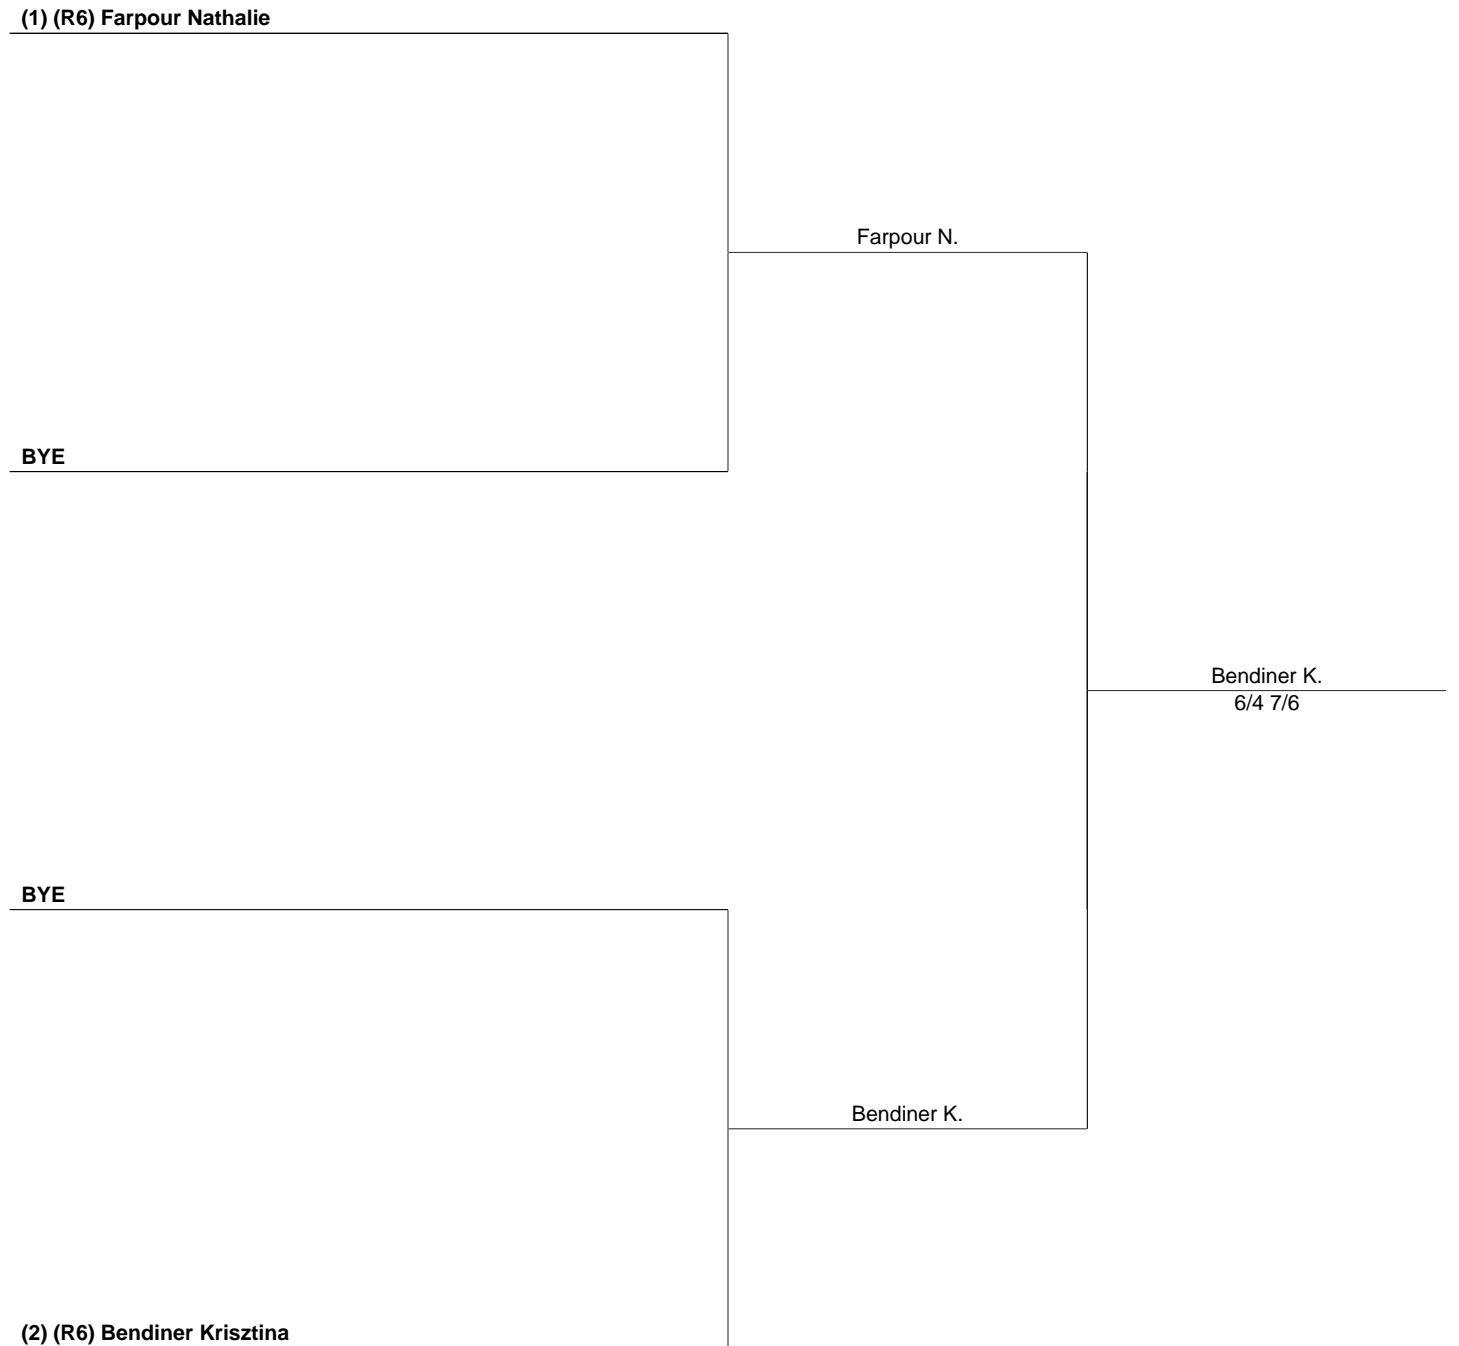 (1) (R6) Farpour Nathalie
Farpour N.
BYE
Bendiner K.
6/4 7/6
BYE
Bendiner K.
(2) (R6) Bendiner Krisztina